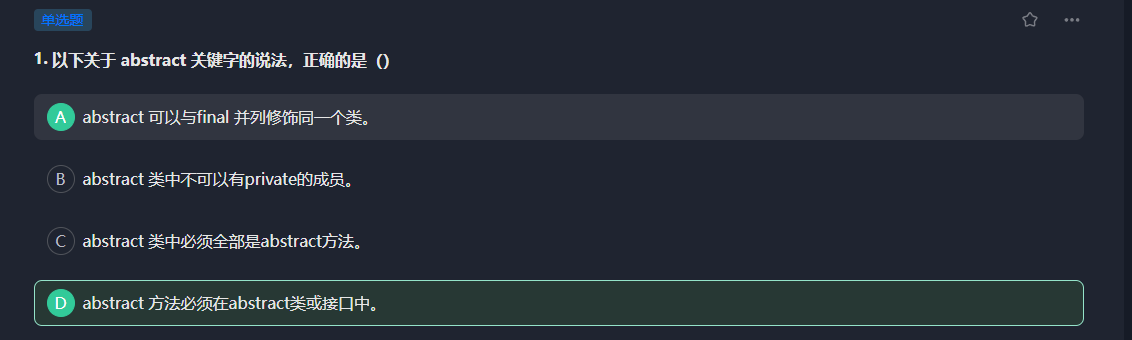 单选题
1. 以下关于 abstract 关键字的说法，正确的是（）
A abstract 可以与final 并列修饰同一个类。
B abstract 类中不可以有private的成员。
C abstract 类中必须全部是abstract方法。
D abstract 方法必须在abstract类或接口中。